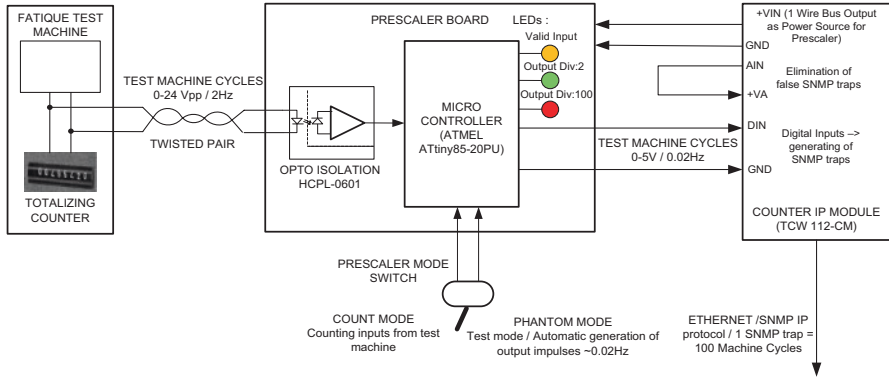 FATIQUE TEST
MACHINE
TEST MACHINE CYCLES
0-24 Vpp / 2Hz
TWISTED PAIR
TOTALIZING
COUNTER
PRESCALER BOARD
LEDs :
Valid Input
Output Div:2
Output Div:100
OPTO ISOLATION
HCPL-0601
MICRO
CONTROLLER
(ATMEL
ATtiny85-20PU)
TEST MACHINE CYCLES
0-5V / 0.02Hz
PRESCALER MODE
SWITCH
COUNT MODE
Counting inputs from test
machine
PHANTOM MODE
Test mode / Automatic generation of
output impulses ~0.02Hz
+VIN (1 Wire Bus Output
as Power Source for
Prescaler)
GND
AIN
Elimination of
false SNMP traps
+VA
DIN
Digital Inputs –>
generating of
SNMP traps
GND
COUNTER IP MODULE
(TCW 112-CM)
ETHERNET /SNMP IP
protocol / 1 SNMP trap =
100 Machine Cycles